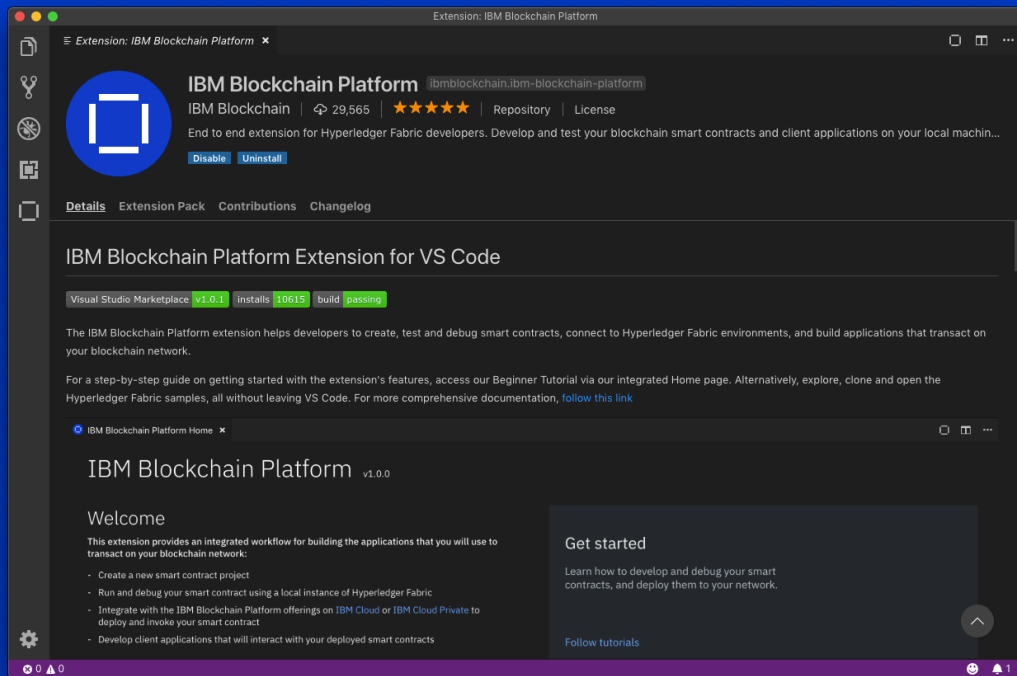 Extension: IBM Blockchain Platform
Extension: IBM Blockchain Platform ×
IBM Blockchain Platform ibmblockchain.ibm-blockchain-platform
IBM Blockchain 29,565 ★★★★★ Repository License
End to end extension for Hyperledger Fabric developers. Develop and test your blockchain smart contracts and client applications on your local machin...
Disable Uninstall
Details Extension Pack Contributions Changelog
IBM Blockchain Platform Extension for VS Code
Visual Studio Marketplace v1.0.1 installs 10615 build passing
The IBM Blockchain Platform extension helps developers to create, test and debug smart contracts, connect to Hyperledger Fabric environments, and build applications that transact on
your blockchain network.
For a step-by-step guide on getting started with the extension's features, access our Beginner Tutorial via our integrated Home page. Alternatively, explore, clone and open the
Hyperledger Fabric samples, all without leaving VS Code. For more comprehensive documentation, follow this link
IBM Blockchain Platform Home ×
IBM Blockchain Platform v1.0.0
Welcome
This extension provides an integrated workflow for building the applications that you will use to
transact on your blockchain network:
- Create a new smart contract project
- Run and debug your smart contract using a local instance of Hyperledger Fabric
- Integrate with the IBM Blockchain Platform offerings on IBM Cloud or IBM Cloud Private to
deploy and invoke your smart contract
- Develop client applications that will interact with your deployed smart contracts
Get started
Learn how to develop and debug your smart
contracts, and deploy them to your network.
Follow tutorials
0 0 1